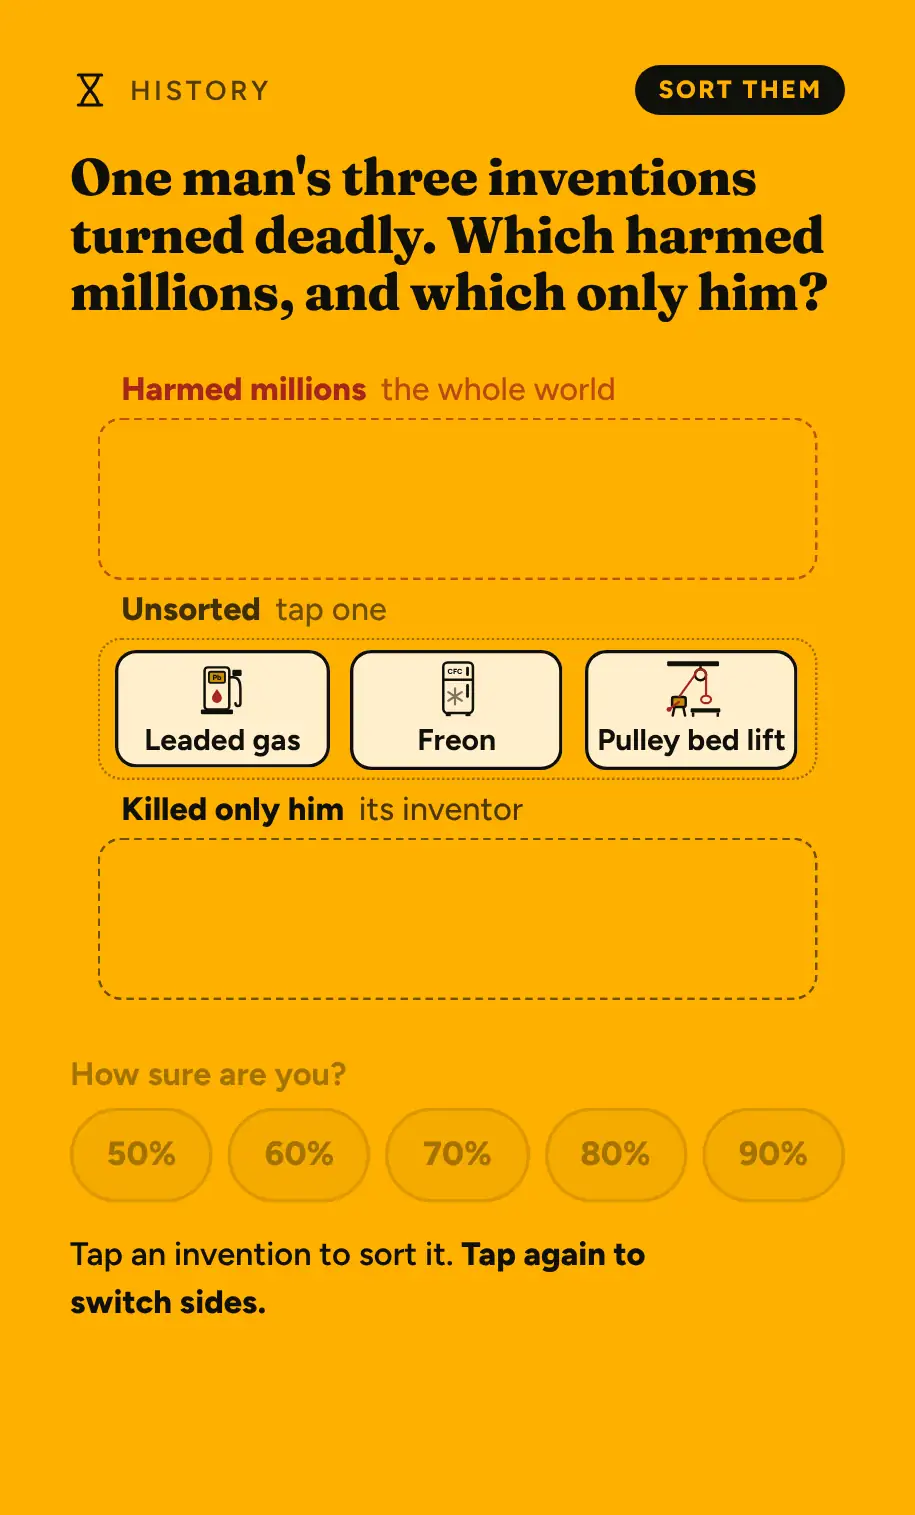 HISTORY
SORT THEM
One man's three inventions
turned deadly. Which harmed
millions, and which only him?
Harmed millions the whole world
Unsorted tap one
Pb
CFC
Leaded gas
Freon
Pulley bed lift
Killed only him its inventor
How sure are you?
50% 60% 70% 80% 90%
Tap an invention to sort it. Tap again to
switch sides.